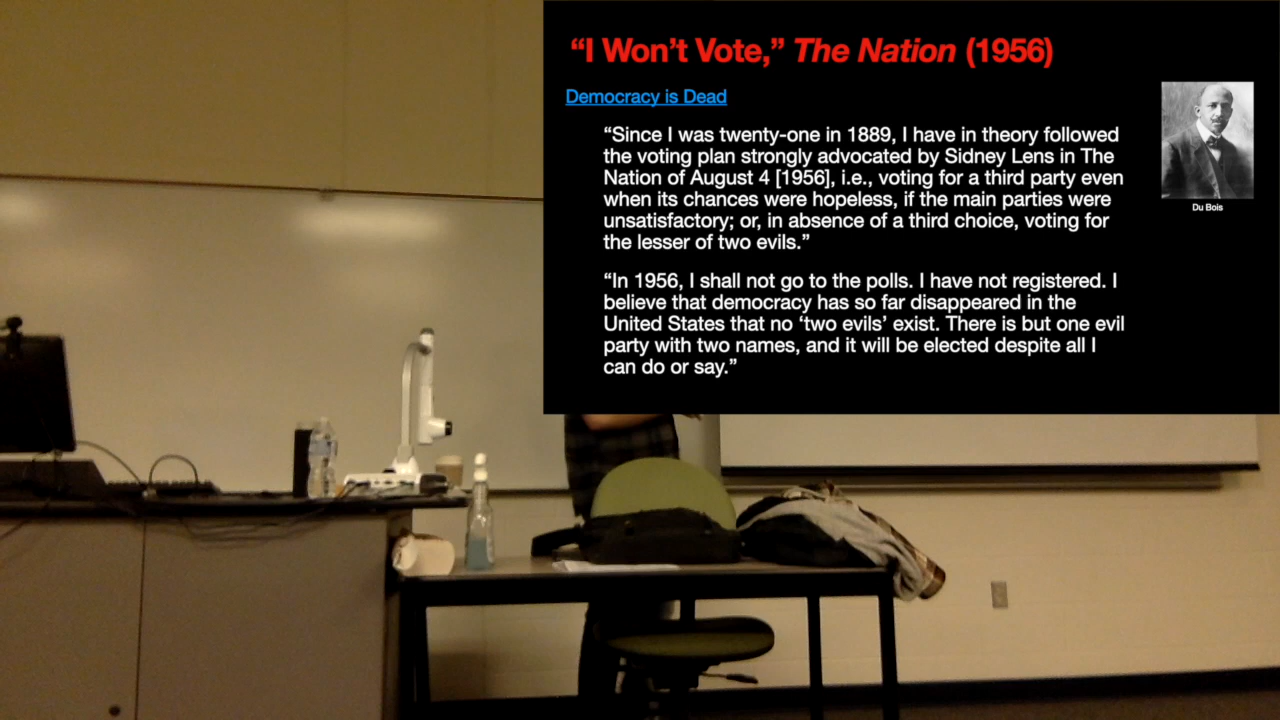 “I Won’t Vote,” The Nation (1956)
Democracy is Dead
“Since I was twenty-one in 1889, I have in theory followed
the voting plan strongly advocated by Sidney Lens in The
Nation of August 4 [1956], i.e., voting for a third party even
when its chances were hopeless, if the main parties were
unsatisfactory; or, in absence of a third choice, voting for
the lesser of two evils.”
“In 1956, I shall not go to the polls. I have not registered. I
believe that democracy has so far disappeared in the
United States that no ‘two evils’ exist. There is but one evil
party with two names, and it will be elected despite all I
can do or say.”
Du Bois